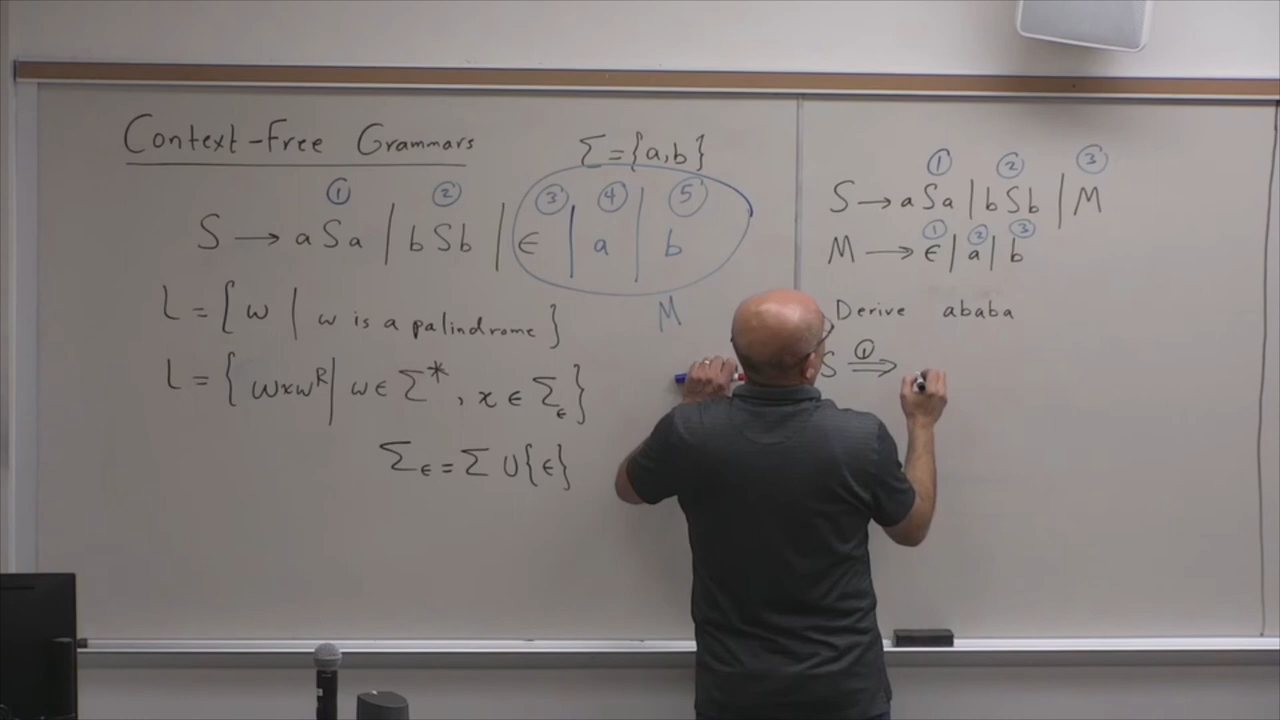 Context-Free Grammars
Σ={a,b}
① ② ③ ④ ⑤
S → aSa | bSb | ϵ | a | b
L = { w | w is a palindrome }
M
L = { wxwᴿ | w ∈ Σ*, x ∈ Σ_ϵ }
Σ_ϵ = Σ ∪ {ϵ}
① ② ③
S → aSa | bSb | M
① ② ③
M → ϵ | a | b
Derive ababa
①
S ⇒